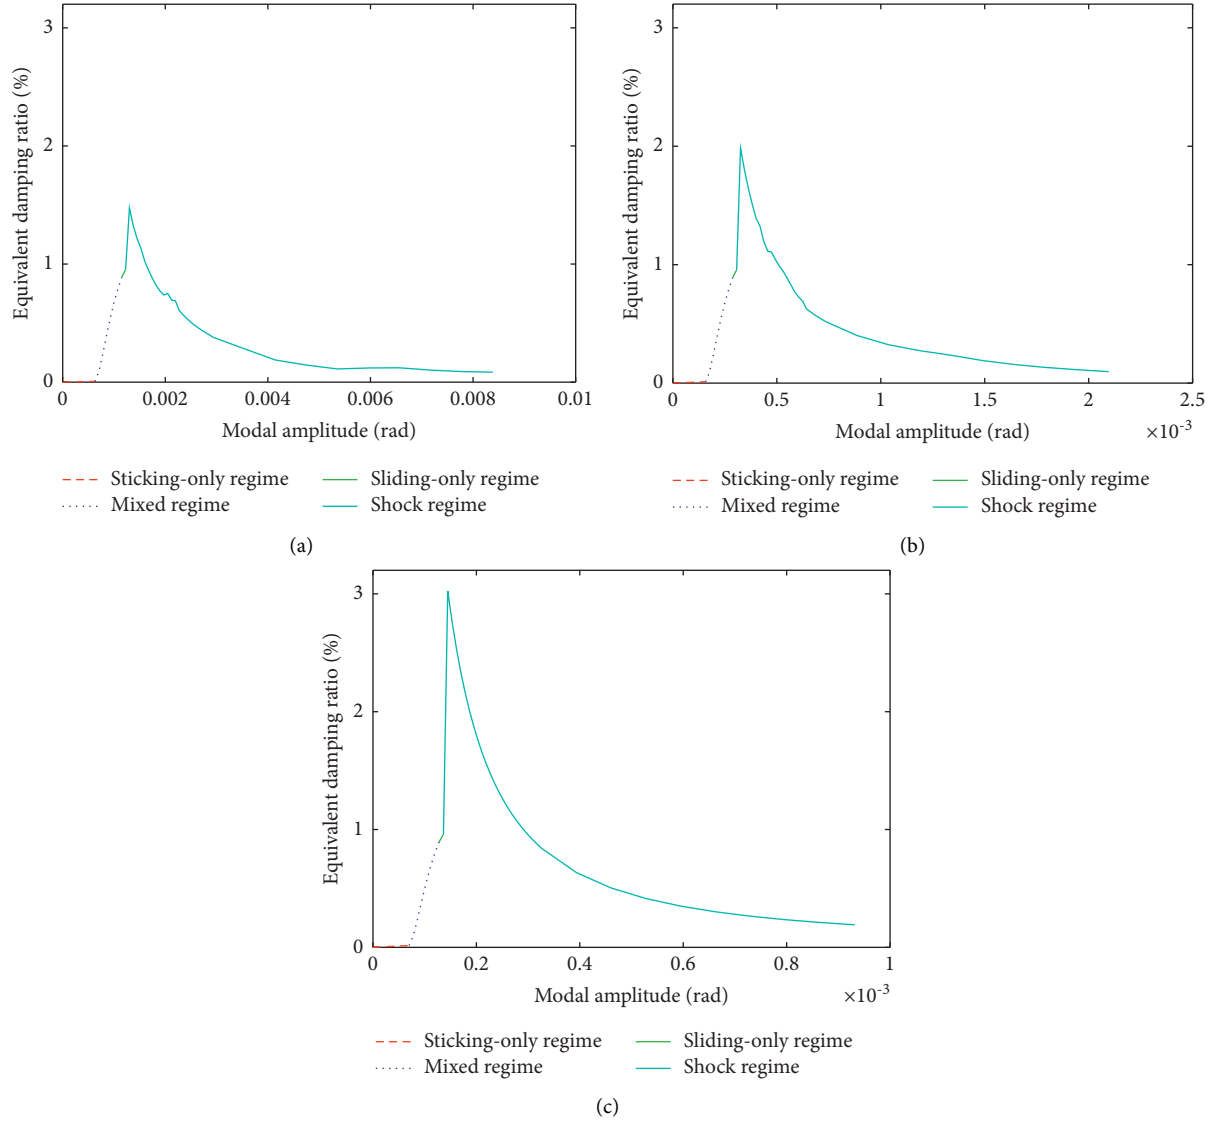 3
2
1
0
Equivalent damping ratio (%)
0 0.002 0.004 0.006 0.008 0.01
Modal amplitude (rad)
Sticking-only regime Sliding-only regime
Mixed regime Shock regime
(a)
3
2
1
0
Equivalent damping ratio (%)
0 0.5 1 1.5 2 2.5
Modal amplitude (rad) ×10⁻³
Sticking-only regime Sliding-only regime
Mixed regime Shock regime
(b)
3
2
1
0
Equivalent damping ratio (%)
0 0.2 0.4 0.6 0.8 1
Modal amplitude (rad) ×10⁻³
Sticking-only regime Sliding-only regime
Mixed regime Shock regime
(c)